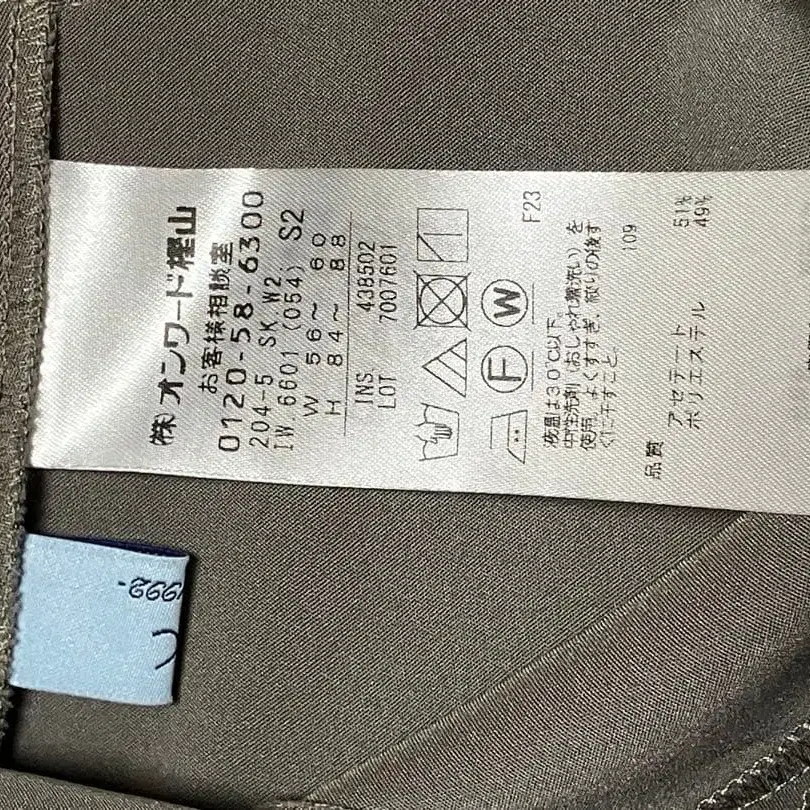 ㈱オンワード樫山
お客様相談室
0120-58-6300
204-5 SK.W2.
IW 6601 (054) S2
W 56～ 60
H 84～ 88
INS 438502
LOT 7007601
F W
F23
液温は30℃以下。
中性洗剤（おしゃれ着洗い）を
使用。よくすすぎ、絞りの後す
ぐに干すこと。
109
品質 アセテート 51%
ポリエステル 49%
1992-